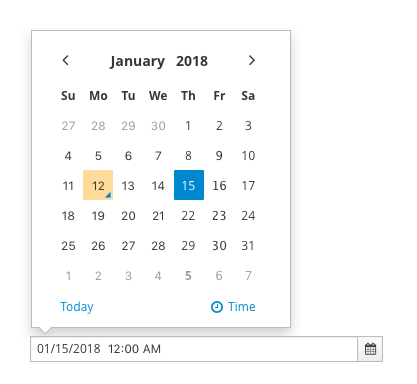 January 2018
Su Mo Tu We Th Fr Sa
27 28 29 30 1 2 3
4 5 6 7 8 9 10
11 12 13 14 15 16 17
18 19 20 21 22 23 24
25 26 27 28 29 30 31
1 2 3 4 5 6 7
Today Time
01/15/2018 12:00 AM